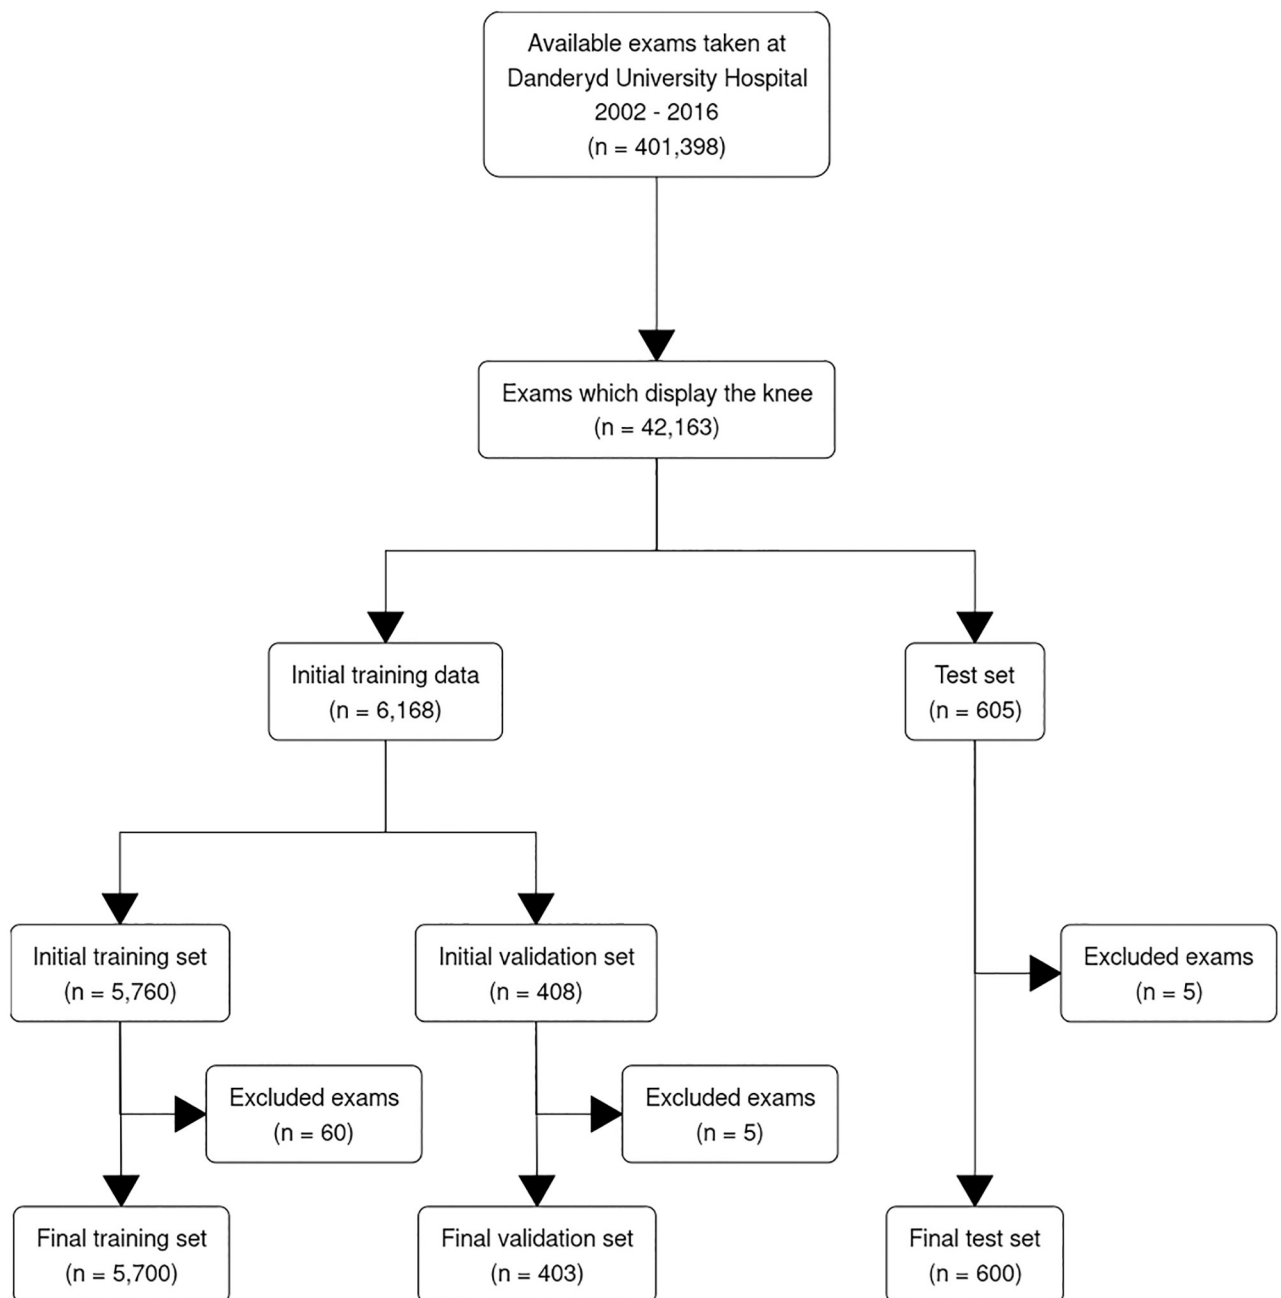 Available exams taken at
Danderyd University Hospital
2002 - 2016
(n = 401,398)
Exams which display the knee
(n = 42,163)
Initial training data
(n = 6,168)
Test set
(n = 605)
Initial training set
(n = 5,760)
Initial validation set
(n = 408)
Excluded exams
(n = 5)
Excluded exams
(n = 60)
Excluded exams
(n = 5)
Final training set
(n = 5,700)
Final validation set
(n = 403)
Final test set
(n = 600)